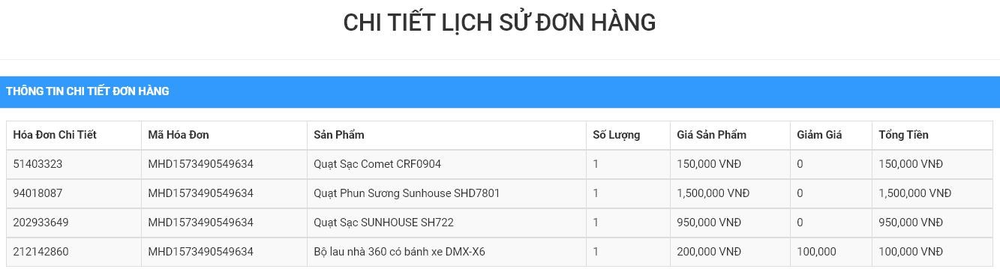 CHI TIẾT LỊCH SỬ ĐƠN HÀNG
THÔNG TIN CHI TIẾT ĐƠN HÀNG
Hóa Đơn Chi Tiết Mã Hóa Đơn Sản Phẩm Số Lượng Giá Sản Phẩm Giảm Giá Tổng Tiền
51403323 MHD1573490549634 Quạt Sạc Comet CRF0904 1 150,000 VNĐ 0 150,000 VNĐ
94018087 MHD1573490549634 Quạt Phun Sương Sunhouse SHD7801 1 1,500,000 VNĐ 0 1,500,000 VNĐ
202933649 MHD1573490549634 Quạt Sạc SUNHOUSE SH722 1 950,000 VNĐ 0 950,000 VNĐ
212142860 MHD1573490549634 Bộ lau nhà 360 có bánh xe DMX-X6 1 200,000 VNĐ 100,000 100,000 VNĐ